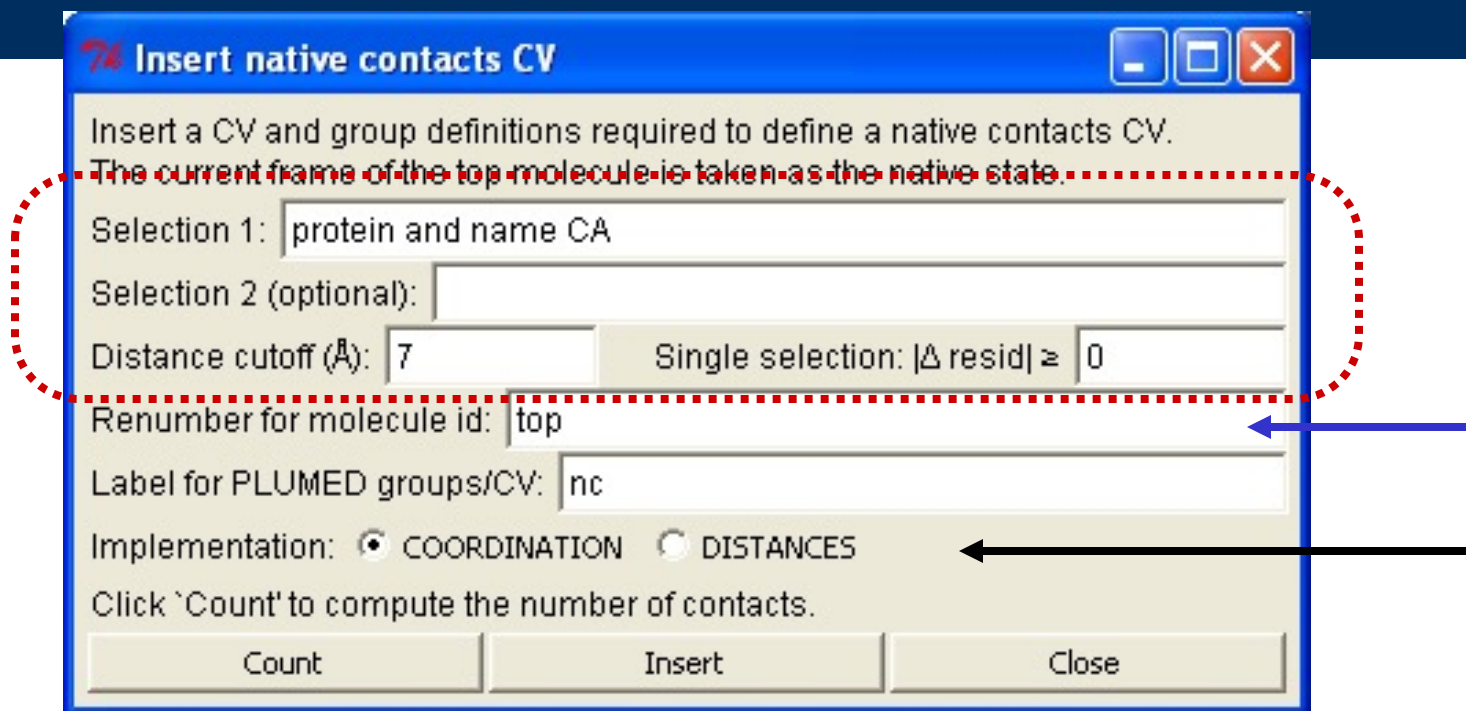 Insert native contacts CV
Insert a CV and group definitions required to define a native contacts CV.
The current frame of the top molecule is taken as the native state.
Selection 1: protein and name CA
Selection 2 (optional):
Distance cutoff (Å): 7 Single selection: |Δ resid| ≥ 0
Renumber for molecule id: top
Label for PLUMED groups/CV: nc
Implementation: COORDINATION DISTANCES
Click `Count' to compute the number of contacts.
Count Insert Close